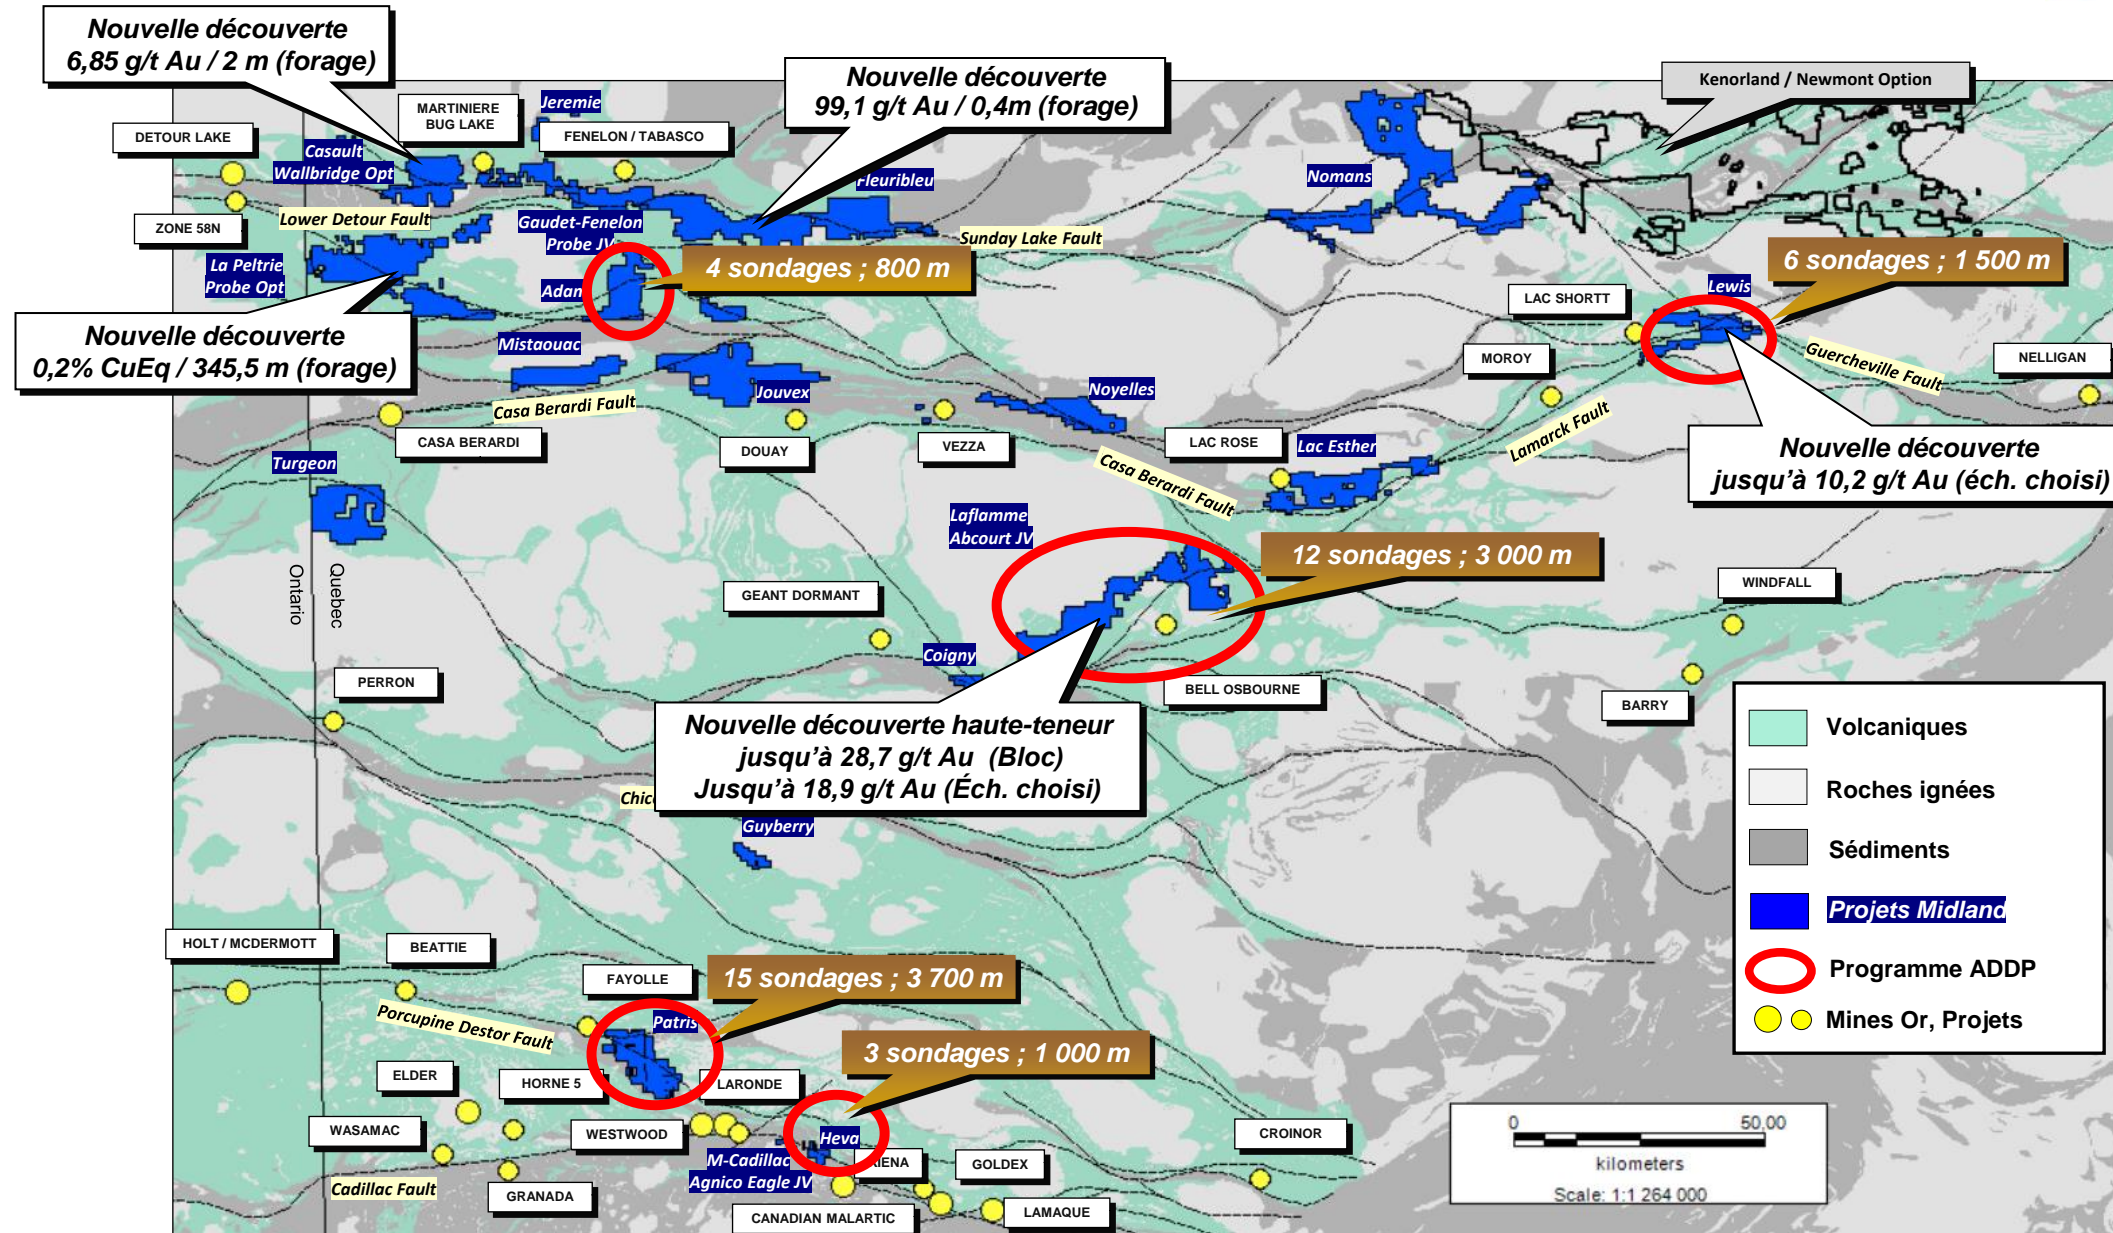 Nouvelle découverte
6,85 g/t Au / 2 m (forage)
Nouvelle découverte
99,1 g/t Au / 0,4m (forage)
Kenorland / Newmont Option
MARTINIERE
BUG LAKE
Jeremie
DETOUR LAKE
FENELON / TABASCO
Casault
Wallbridge Opt
Fleuribleu
Nomans
Lower Detour Fault
Gaudet-Fenelon
Probe JV
ZONE 58N
Sunday Lake Fault
La Peltrie
Probe Opt
4 sondages ; 800 m
6 sondages ; 1 500 m
Adam
Lewis
LAC SHORTT
Nouvelle découverte
0,2% CuEq / 345,5 m (forage)
Mistaouac
MOROY
Guercheville Fault
NELLIGAN
Jouvex
Noyelles
Casa Berardi Fault
Lamarck Fault
CASA BERARDI
DOUAY
VEZZA
LAC ROSE
Lac Esther
Nouvelle découverte
jusqu'à 10,2 g/t Au (éch. choisi)
Turgeon
Casa Berardi Fault
Laflamme
Abcourt JV
12 sondages ; 3 000 m
Ontario
Quebec
GEANT DORMANT
WINDFALL
Coigny
PERRON
BELL OSBOURNE
BARRY
Nouvelle découverte haute-teneur
jusqu'à 28,7 g/t Au (Bloc)
Jusqu'à 18,9 g/t Au (Éch. choisi)
Guyberry
Volcaniques
Roches ignées
Sédiments
Projets Midland
Programme ADDP
Mines Or, Projets
HOLT / MCDERMOTT
BEATTIE
FAYOLLE
15 sondages ; 3 700 m
Porcupine Destor Fault
Patris
3 sondages ; 1 000 m
ELDER
HORNE 5
LARONDE
WASAMAC
WESTWOOD
Heva
CROINOR
M-Cadillac
Agnico Eagle JV
GOLDEX
Cadillac Fault
GRANADA
CANADIAN MALARTIC
LAMAQUE
0 50,00
kilometers
Scale: 1:1 264 000